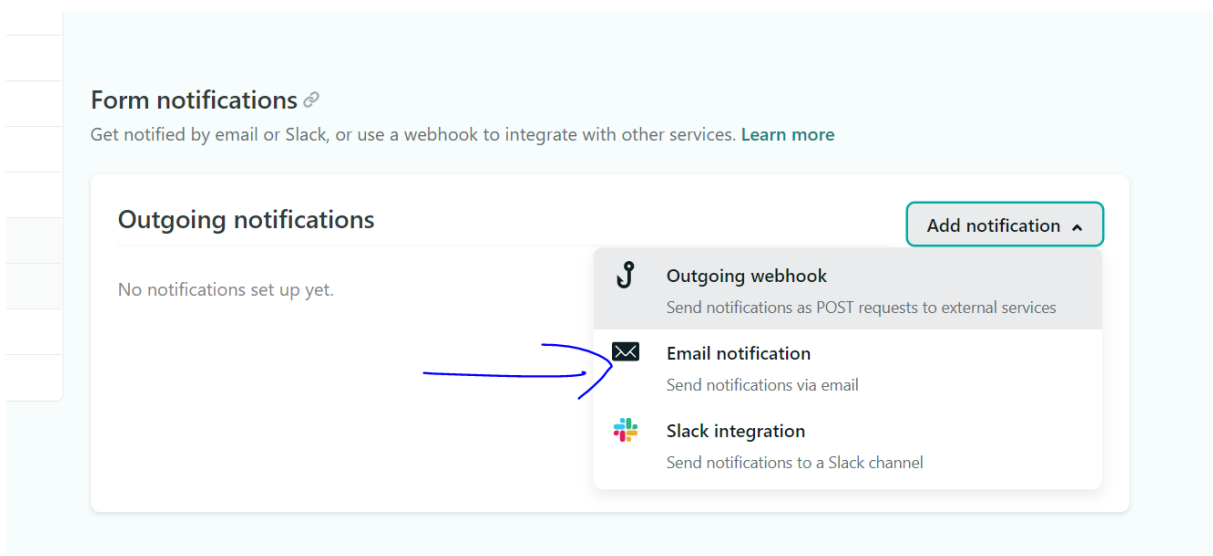 Form notifications
Get notified by email or Slack, or use a webhook to integrate with other services. Learn more
Outgoing notifications
Add notification
No notifications set up yet.
Outgoing webhook
Send notifications as POST requests to external services
Email notification
Send notifications via email
Slack integration
Send notifications to a Slack channel